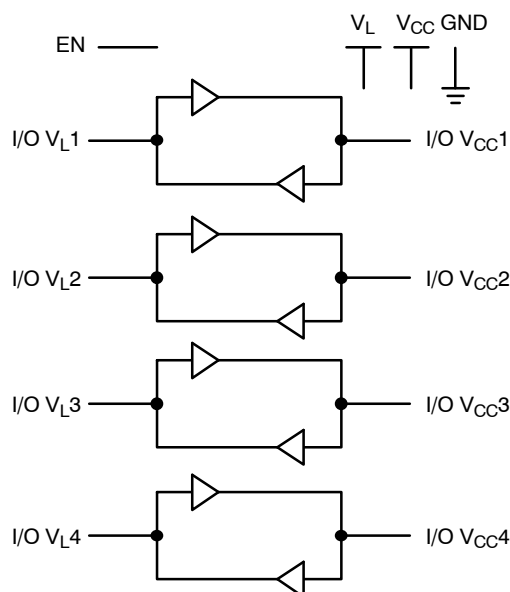 EN V_L V_CC GND
I/O V_L1 I/O V_CC1
I/O V_L2 I/O V_CC2
I/O V_L3 I/O V_CC3
I/O V_L4 I/O V_CC4